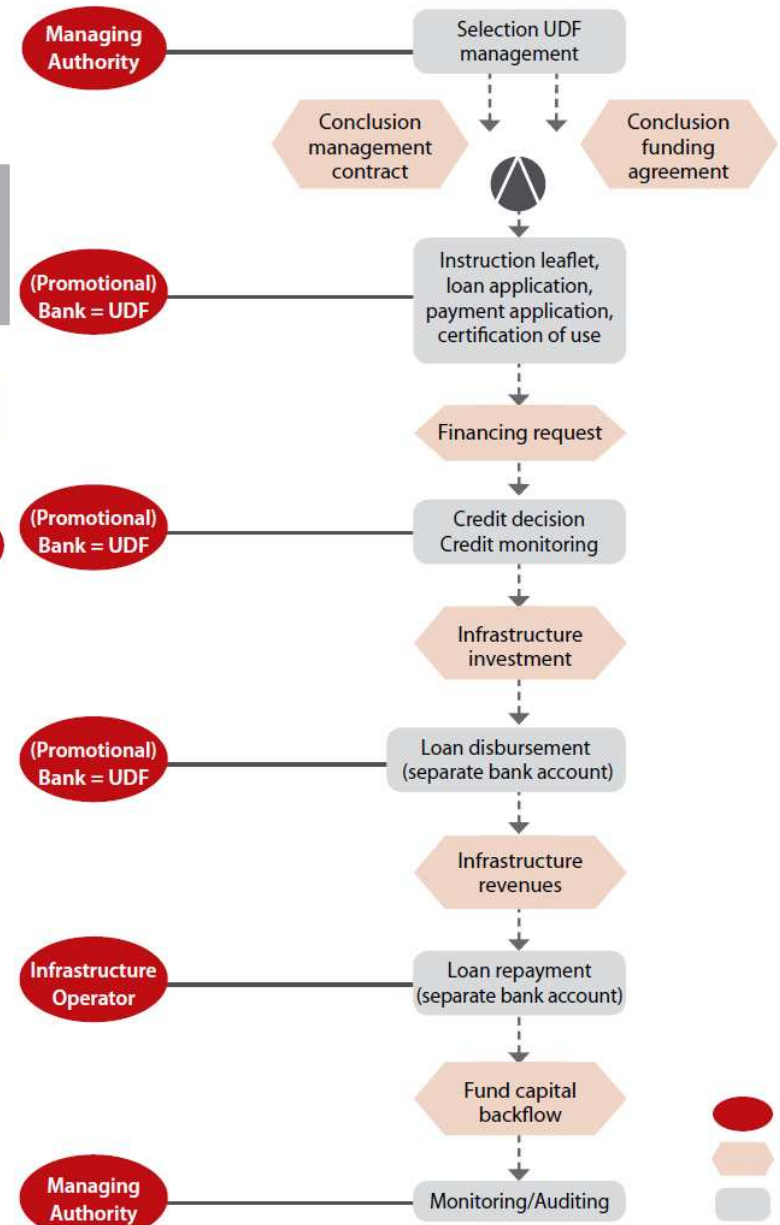 Managing
Authority
Selection UDF
management
Conclusion
management
contract
Conclusion
funding
agreement
(Promotional)
Bank = UDF
Instruction leaflet,
loan application,
payment application,
certification of use
Financing request
(Promotional)
Bank = UDF
Credit decision
Credit monitoring
Infrastructure
investment
(Promotional)
Bank = UDF
Loan disbursement
(separate bank account)
Infrastructure
revenues
Infrastructure
Operator
Loan repayment
(separate bank account)
Fund capital
backflow
Managing
Authority
Monitoring/Auditing